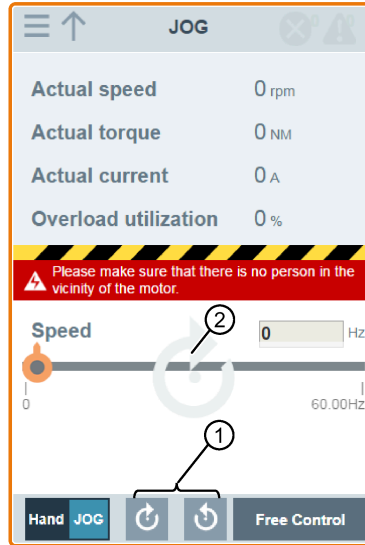 JOG
Actual speed 0 rpm
Actual torque 0 NM
Actual current 0 A
Overload utilization 0 %
Please make sure that there is no person in the
vicinity of the motor.
2
Speed 0 Hz
0 60.00Hz
1
Hand JOG Free Control